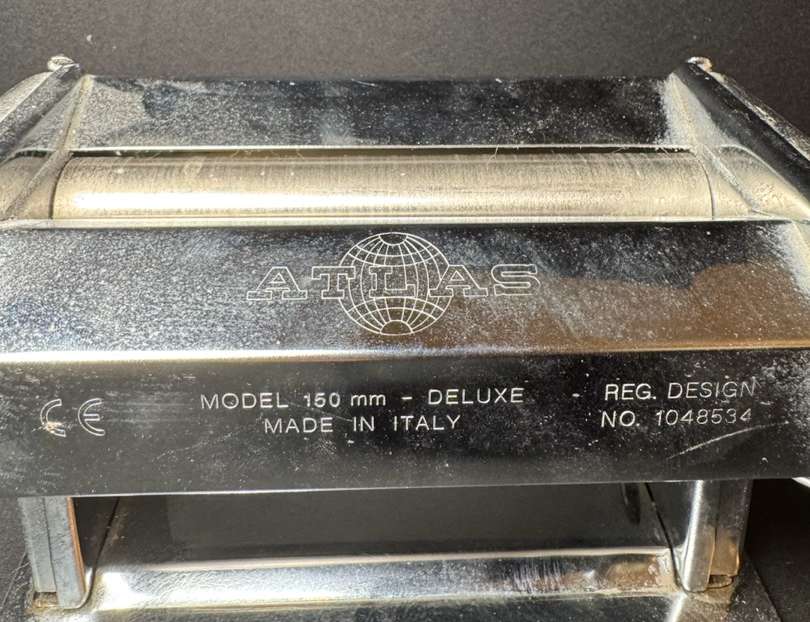 ATLAS
CE
MODEL 150 mm - DELUXE
MADE IN ITALY
- REG. DESIGN
NO. 1048534